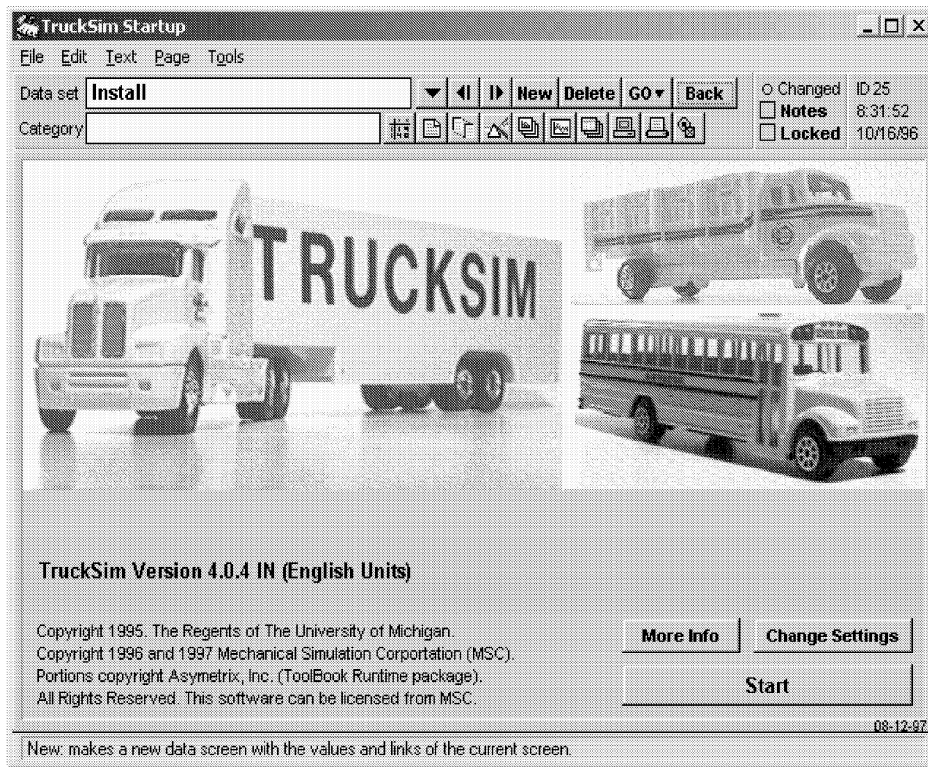 TruckSim Startup
File Edit Text Page Tools
Data set Install New Delete GO Back Changed ID 25
Notes 8:31:52
Category Locked 10/16/96
TRUCKSIM
TruckSim Version 4.0.4 IN (English Units)
Copyright 1995. The Regents of The University of Michigan.
Copyright 1996 and 1997 Mechanical Simulation Corportation (MSC).
Portions copyright Asymetrix, Inc. (ToolBook Runtime package).
All Rights Reserved. This software can be licensed from MSC.
More Info Change Settings
Start
08-12-97
New: makes a new data screen with the values and links of the current screen.